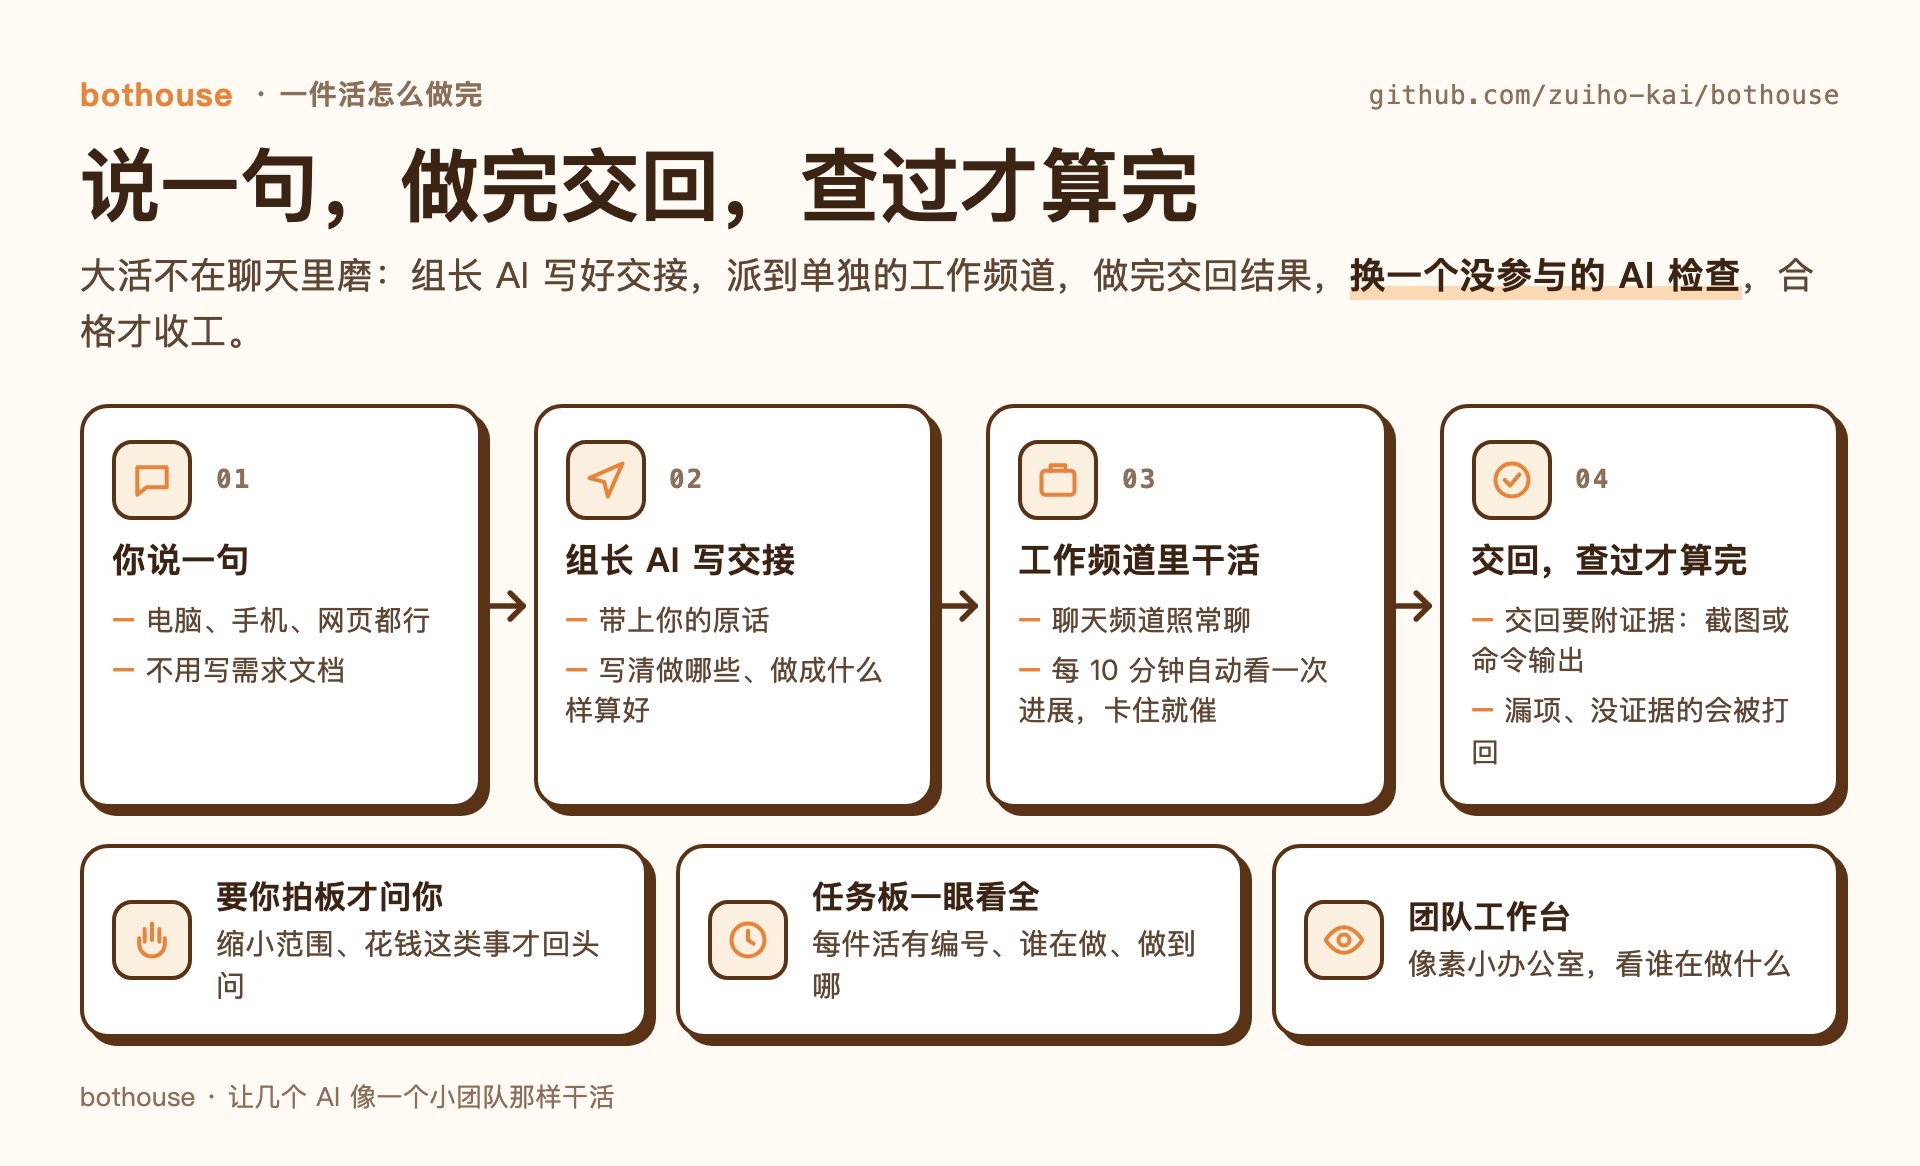 bothouse · 一件活怎么做完
github.com/zuiho-kai/bothouse
说一句，做完交回，查过才算完
大活不在聊天里磨：组长 AI 写好交接，派到单独的工作频道，做完交回结果，换一个没参与的 AI 检查，合
格才收工。
01
你说一句
— 电脑、手机、网页都行
— 不用写需求文档
02
组长 AI 写交接
— 带上你的原话
— 写清做哪些、做成什么
样算好
03
工作频道里干活
— 聊天频道照常聊
— 每 10 分钟自动看一次
进展，卡住就催
04
交回，查过才算完
— 交回要附证据：截图或
命令输出
— 漏项、没证据的会被打
回
要你拍板才问你
缩小范围、花钱这类事才回头
问
任务板一眼看全
每件活有编号、谁在做、做到
哪
团队工作台
像素小办公室，看谁在做什么
bothouse · 让几个 AI 像一个小团队那样干活